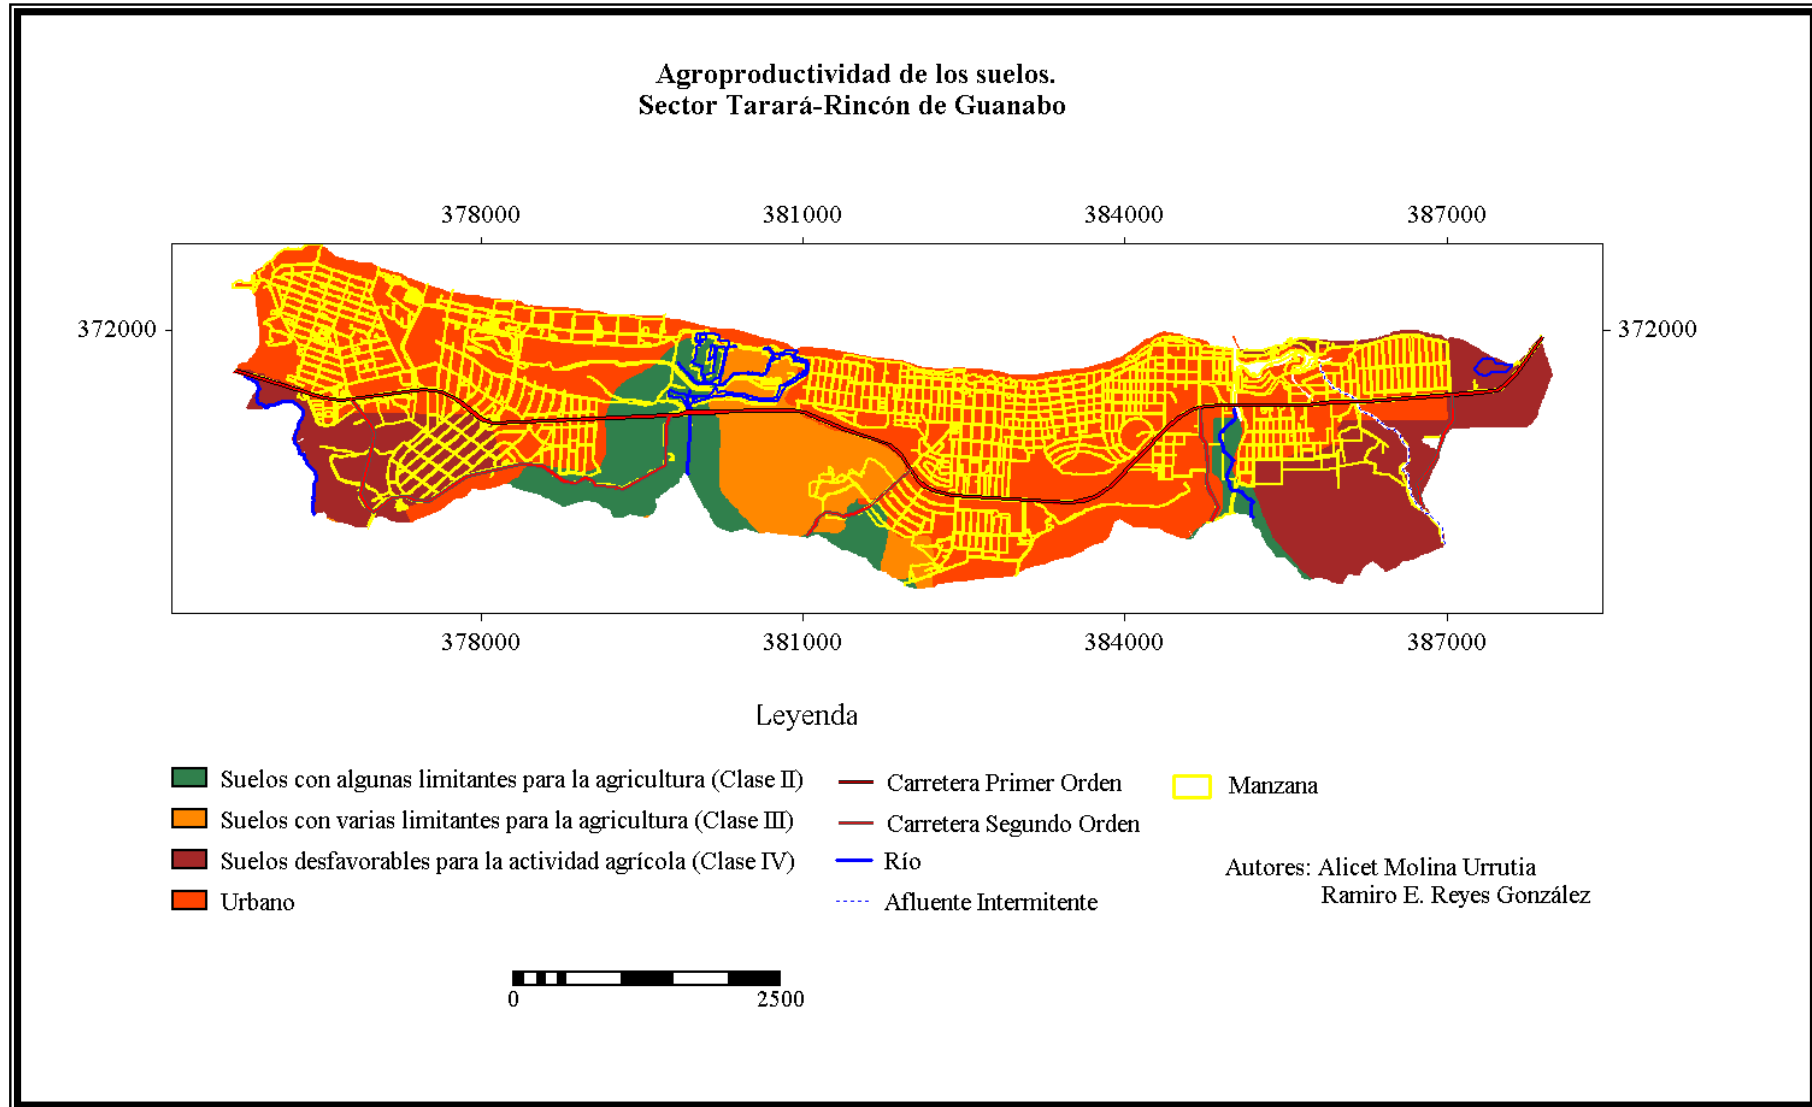 Agroproductividad de los suelos.
Sector Tarará-Rincón de Guanabo
378000 381000 384000 387000
372000 372000
378000 381000 384000 387000
Leyenda
Suelos con algunas limitantes para la agricultura (Clase II)
Suelos con varias limitantes para la agricultura (Clase III)
Suelos desfavorables para la actividad agrícola (Clase IV)
Urbano
Carretera Primer Orden
Carretera Segundo Orden
Río
Afluente Intermitente
Manzana
Autores: Alicet Molina Urrutia
Ramiro E. Reyes González
0 2500